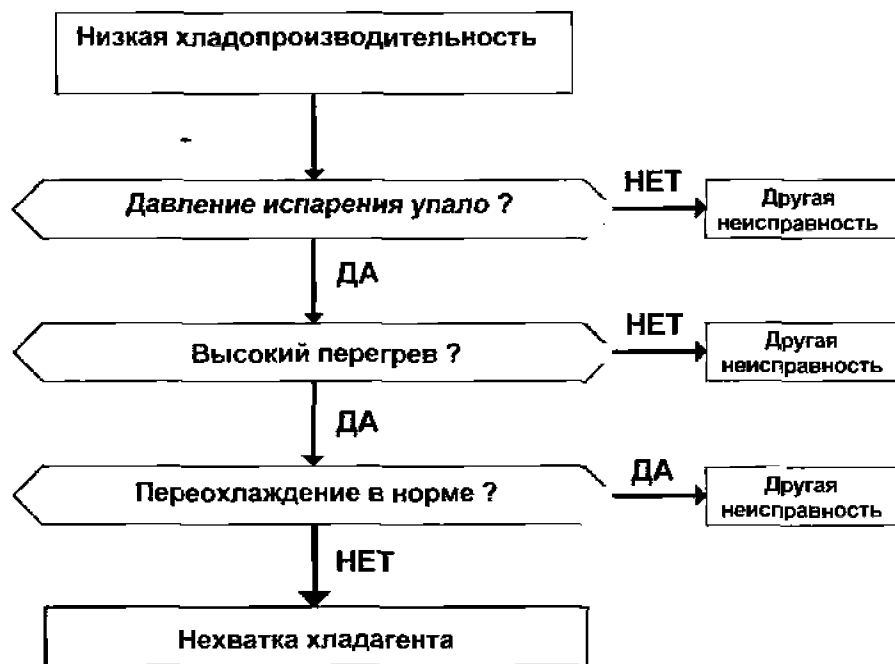 Низкая хладопроизводительность
Давление испарения упало ?
НЕТ
Другая
неисправность
ДА
Высокий перегрев ?
НЕТ
Другая
неисправность
ДА
Переохлаждение в норме ?
ДА
Другая
неисправность
НЕТ
Нехватка хладагента